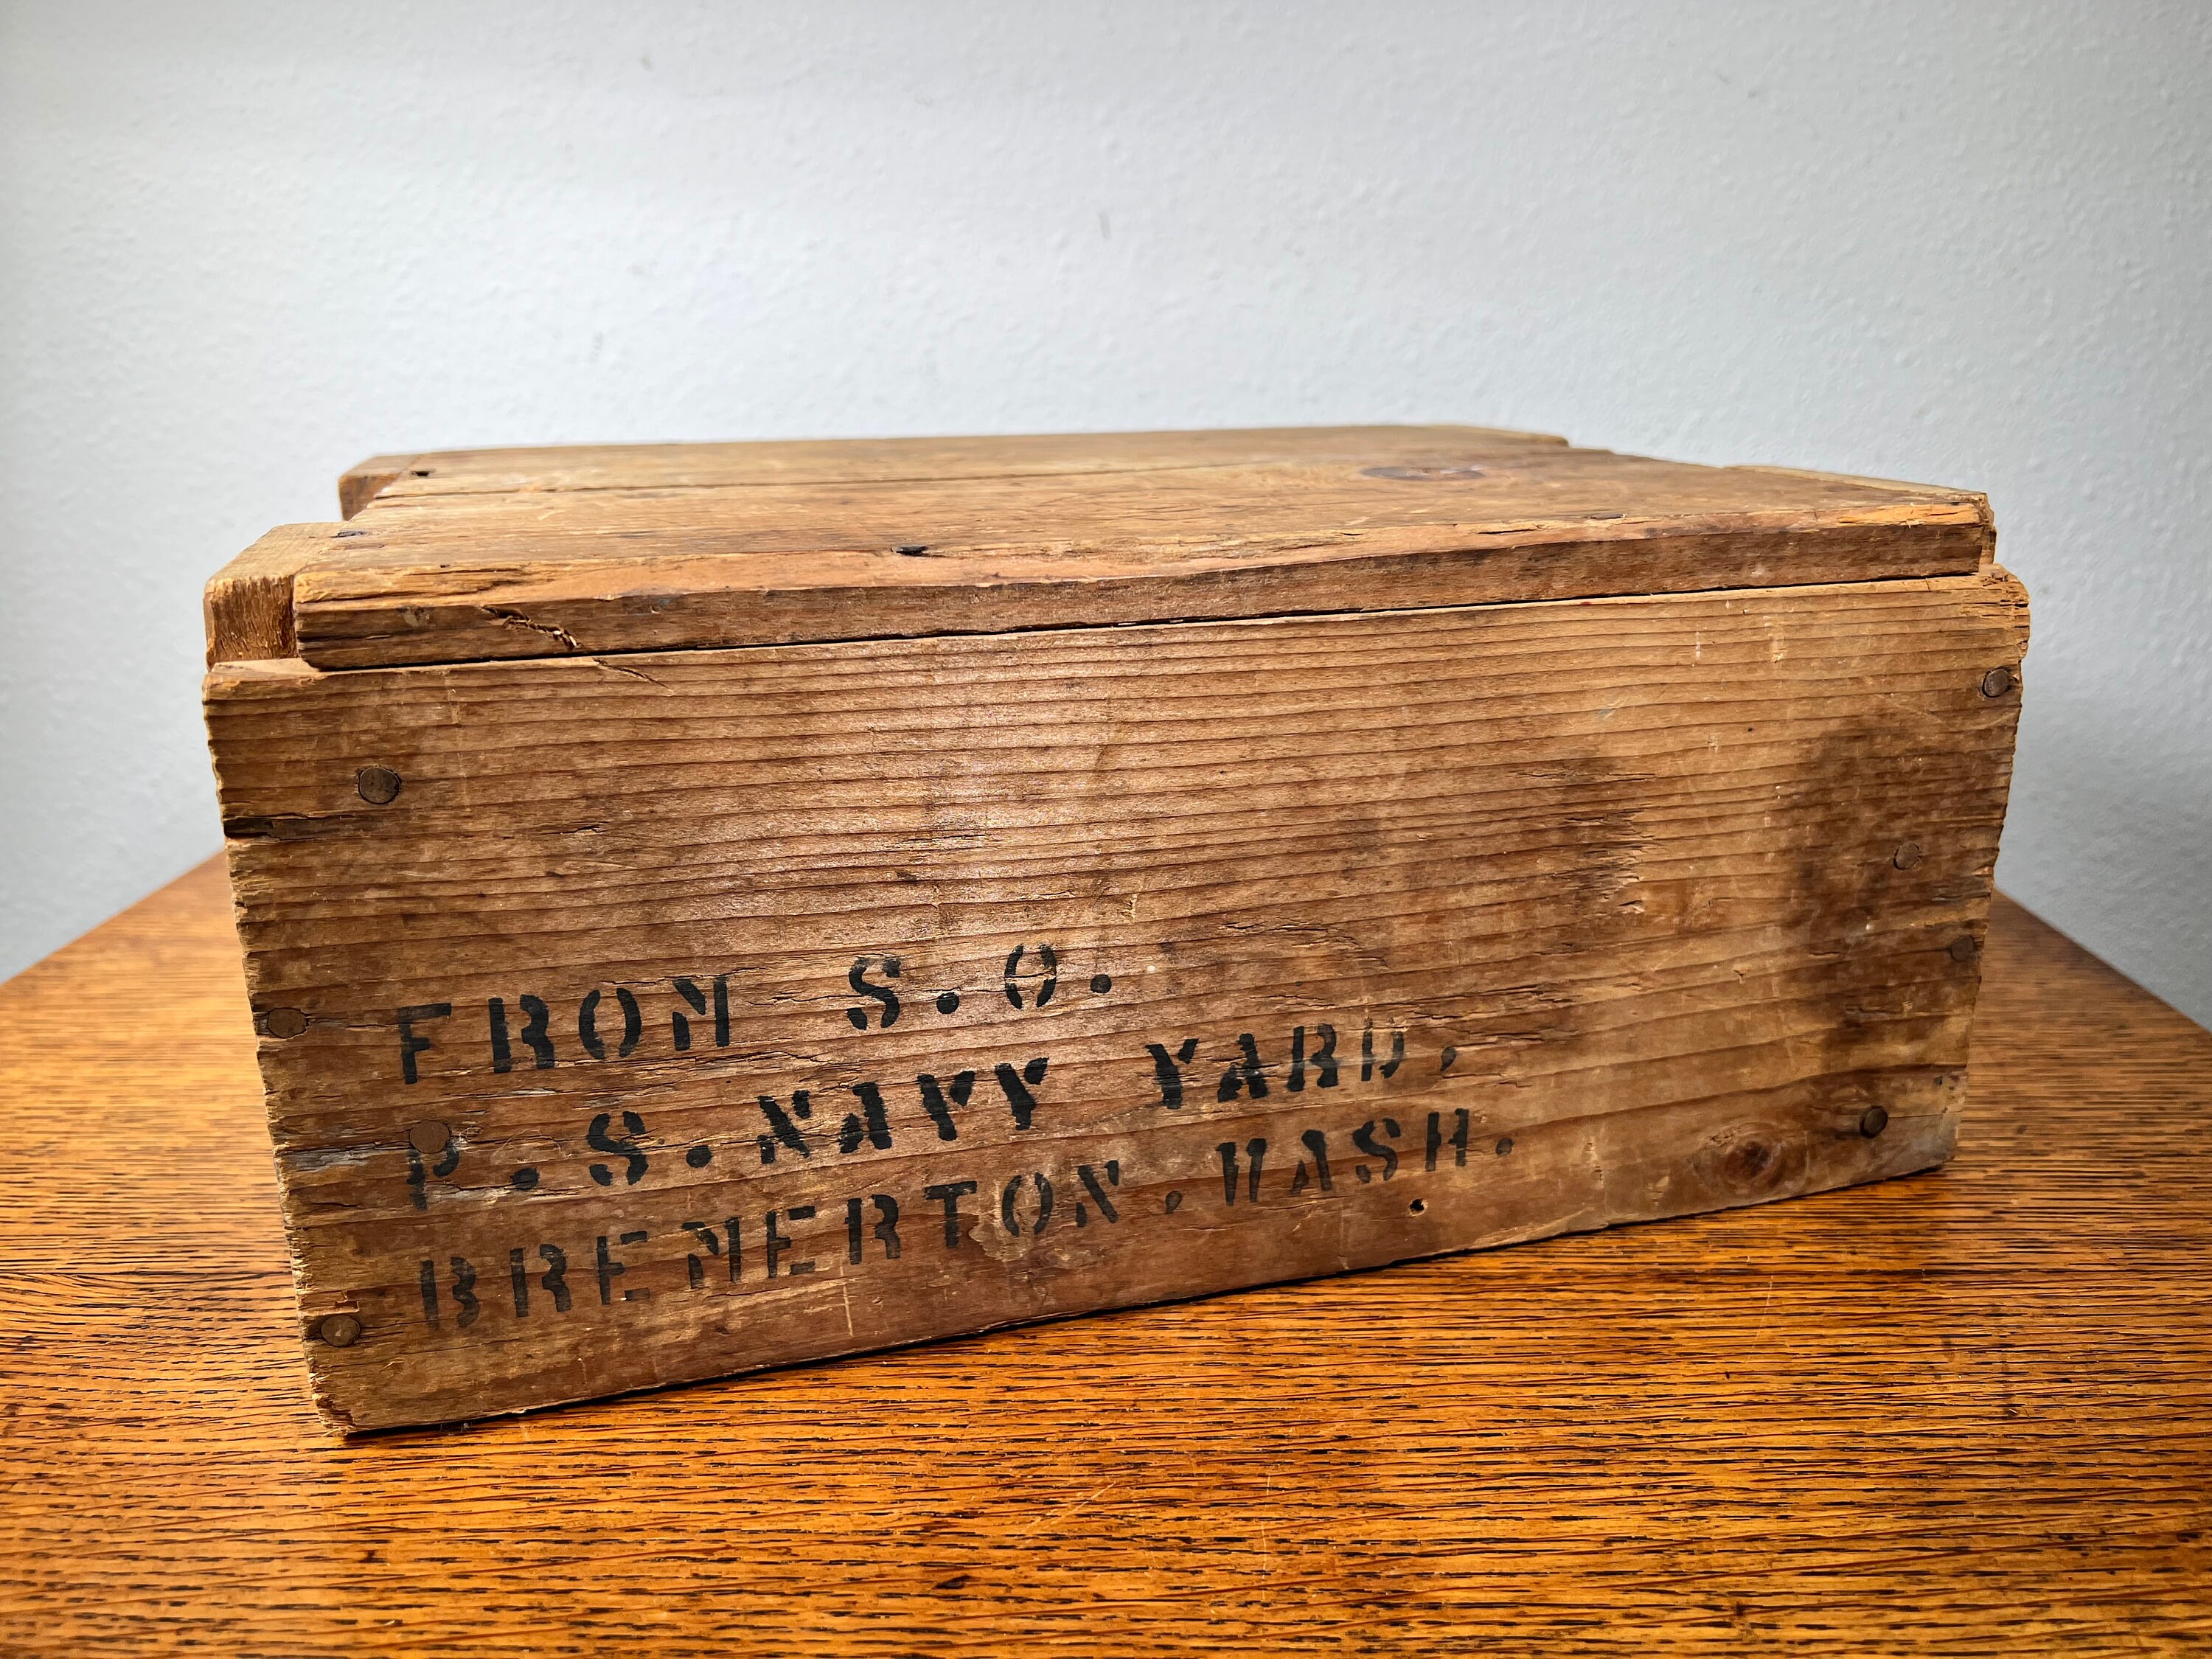 FROM S.O.
P.S.NAVY YARD,
BREMERTON,WASH.